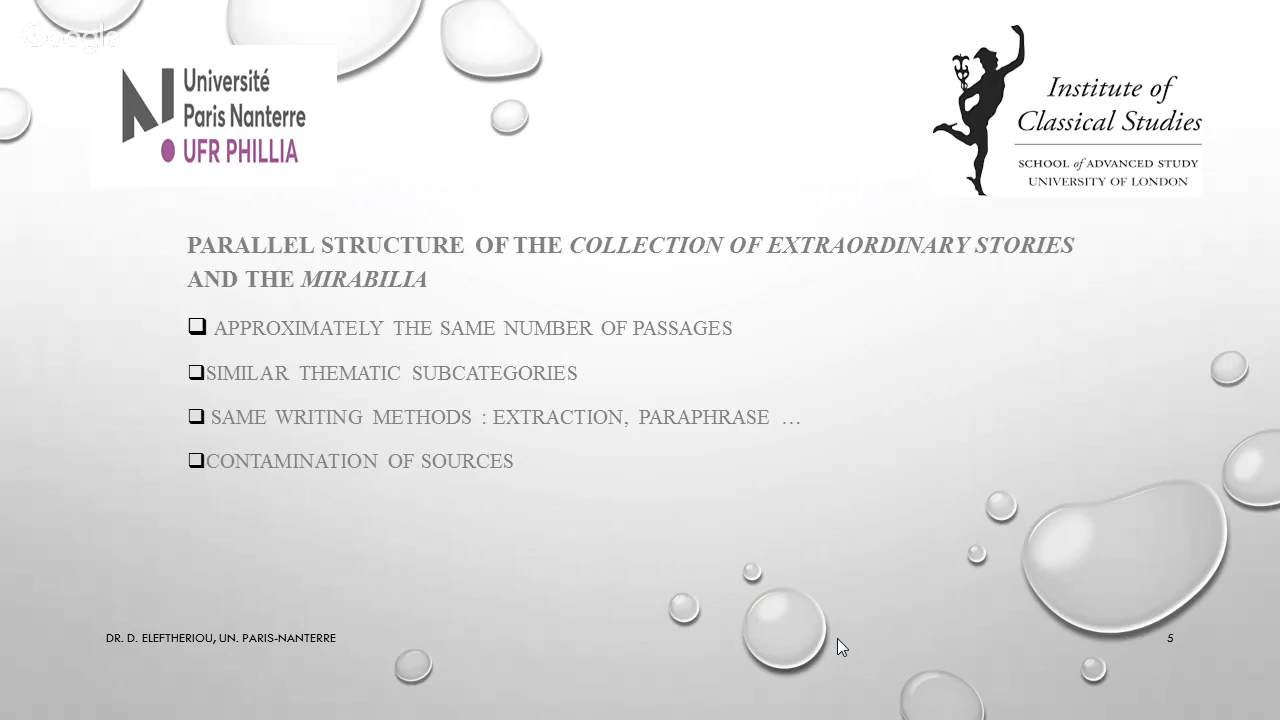 Google
Université
Paris Nanterre
UFR PHILLIA
Institute of
Classical Studies
SCHOOL of ADVANCED STUDY
UNIVERSITY OF LONDON
PARALLEL STRUCTURE OF THE COLLECTION OF EXTRAORDINARY STORIES
AND THE MIRABILIA
❑ APPROXIMATELY THE SAME NUMBER OF PASSAGES
❑SIMILAR THEMATIC SUBCATEGORIES
❑ SAME WRITING METHODS : EXTRACTION, PARAPHRASE …
❑CONTAMINATION OF SOURCES
DR. D. ELEFTHERIOU, UN. PARIS-NANTERRE
5